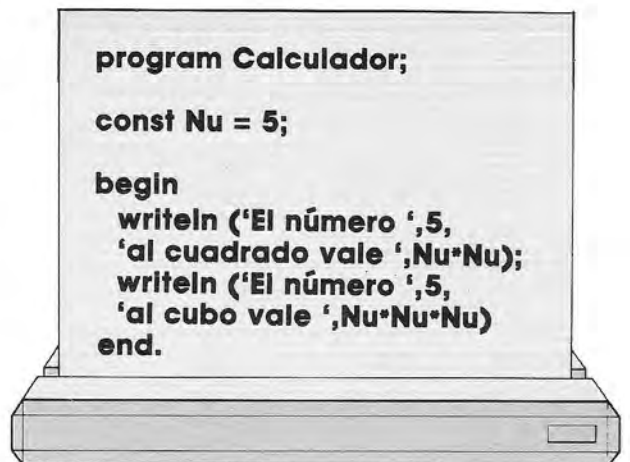 program Calculador;
const Nu = 5;
begin
writeln (‘El número ‘,5,
‘al cuadrado vale ‘,Nu*Nu);
writeln (‘El número ‘,5,
‘al cubo vale ‘,Nu*Nu*Nu)
end.